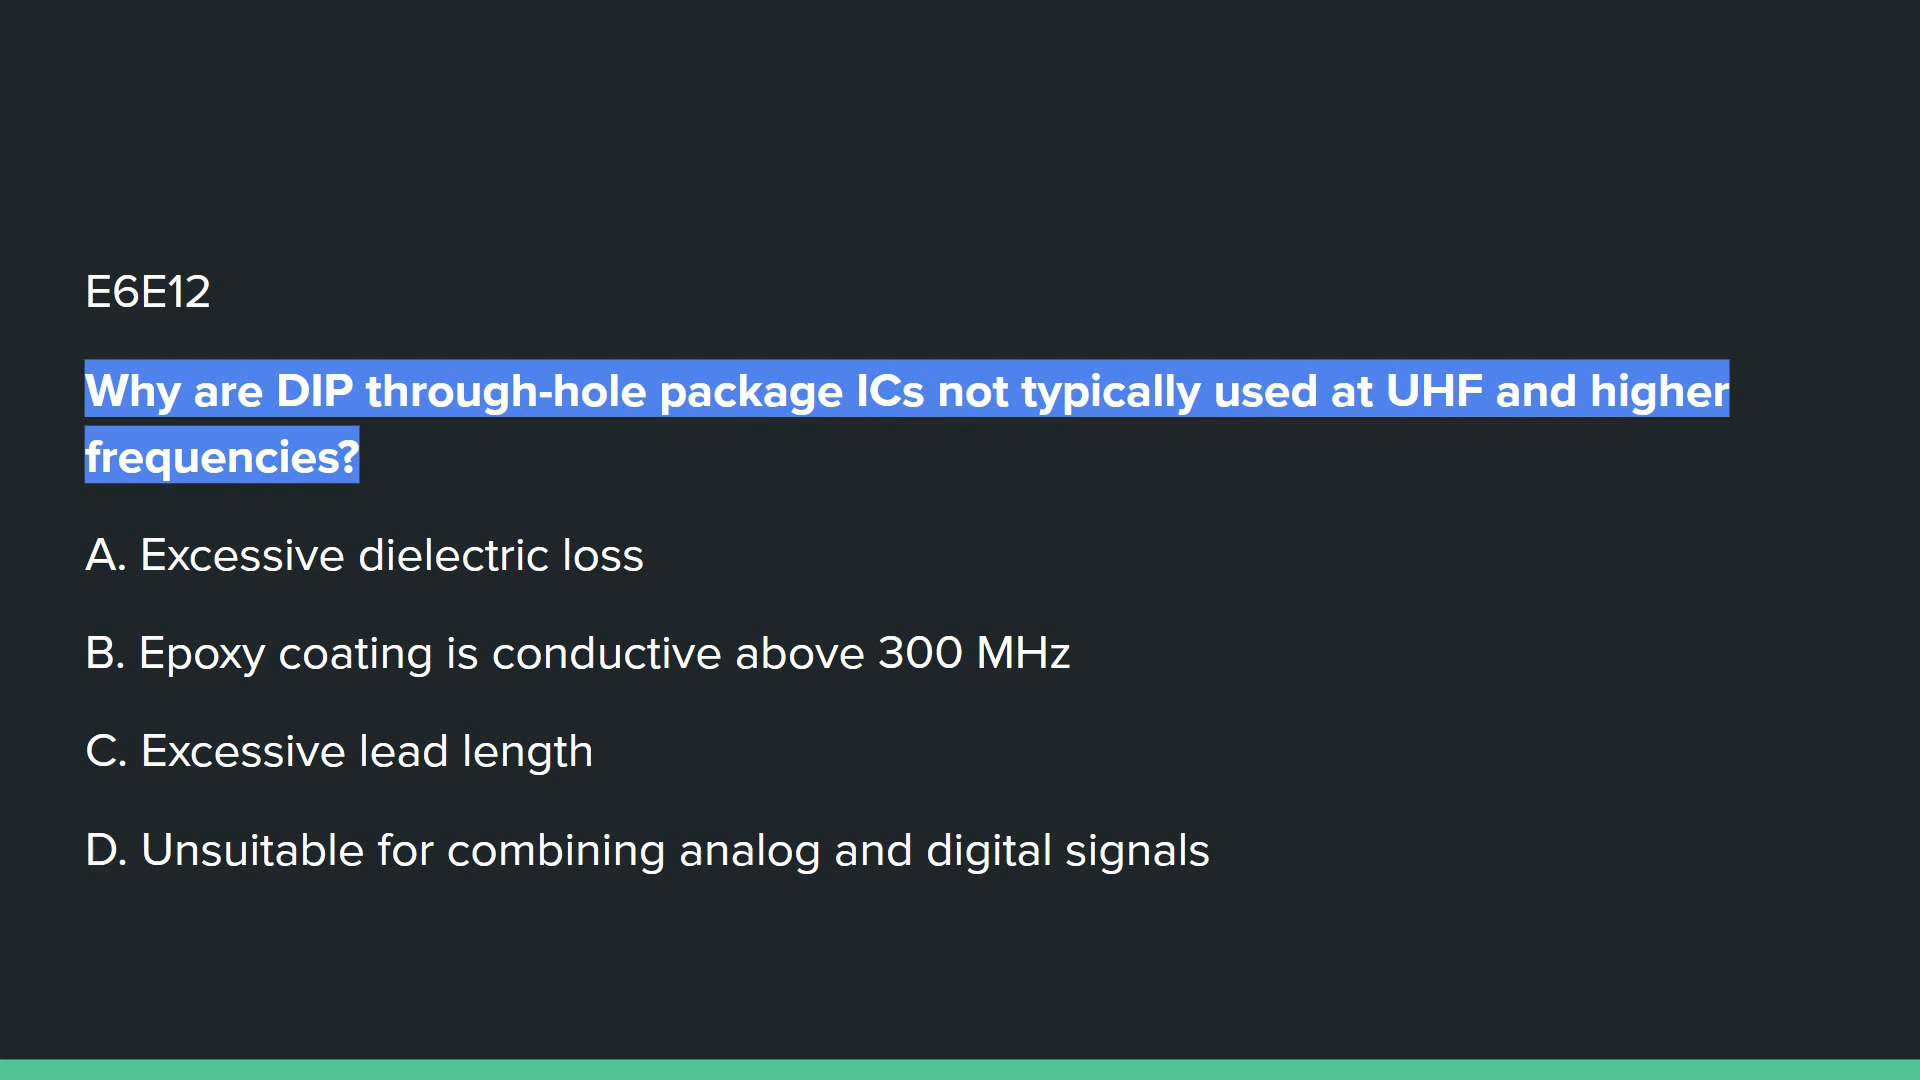 E6E12
Why are DIP through-hole package ICs not typically used at UHF and higher
frequencies?
A. Excessive dielectric loss
B. Epoxy coating is conductive above 300 MHz
C. Excessive lead length
D. Unsuitable for combining analog and digital signals